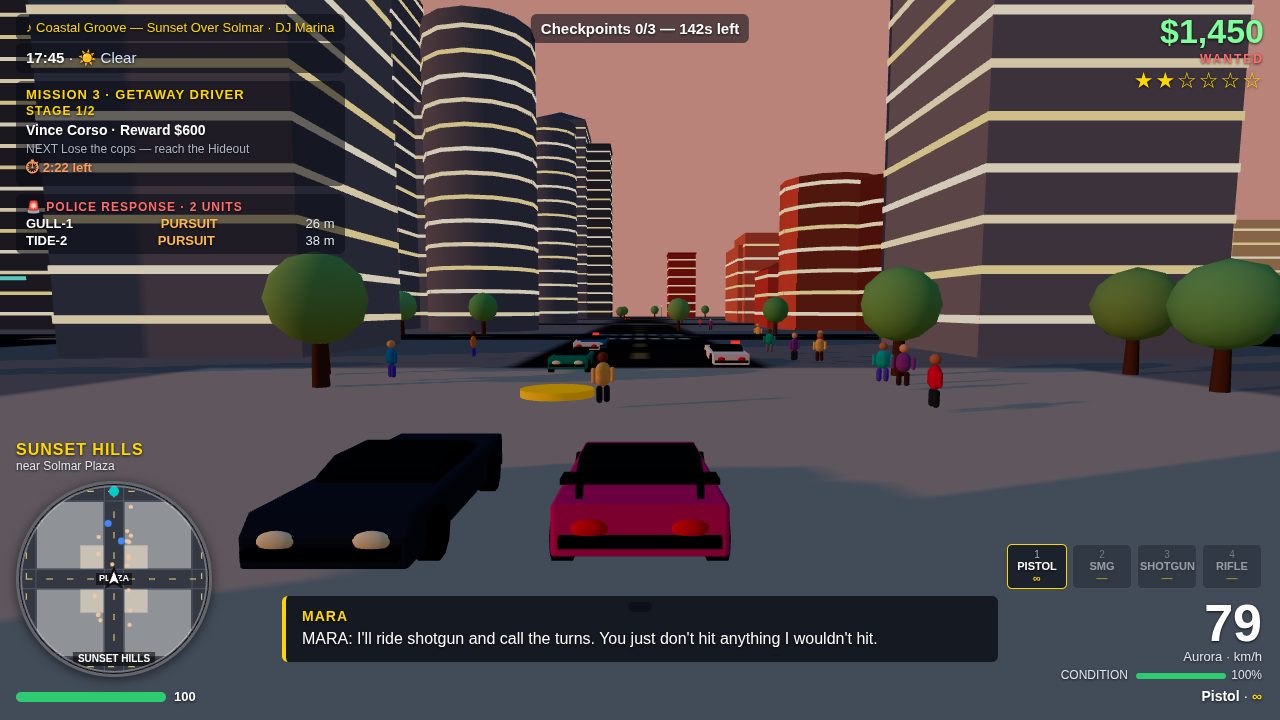 ♪ Coastal Groove — Sunset Over Solmar · DJ Marina
17:45 · ☀️ Clear
MISSION 3 · GETAWAY DRIVER
STAGE 1/2
Vince Corso · Reward $600
NEXT Lose the cops — reach the Hideout
⏱ 2:22 left
🚨 POLICE RESPONSE · 2 UNITS
GULL-1 PURSUIT 26 m
TIDE-2 PURSUIT 38 m
Checkpoints 0/3 — 142s left
$1,450
WANTED
★★☆☆☆☆
SUNSET HILLS
near Solmar Plaza
PLAZA
SUNSET HILLS
100
MARA
MARA: I'll ride shotgun and call the turns. You just don't hit anything I wouldn't hit.
1 2 3 4
PISTOL SMG SHOTGUN RIFLE
∞ — — —
79
Aurora · km/h
CONDITION 100%
Pistol · ∞